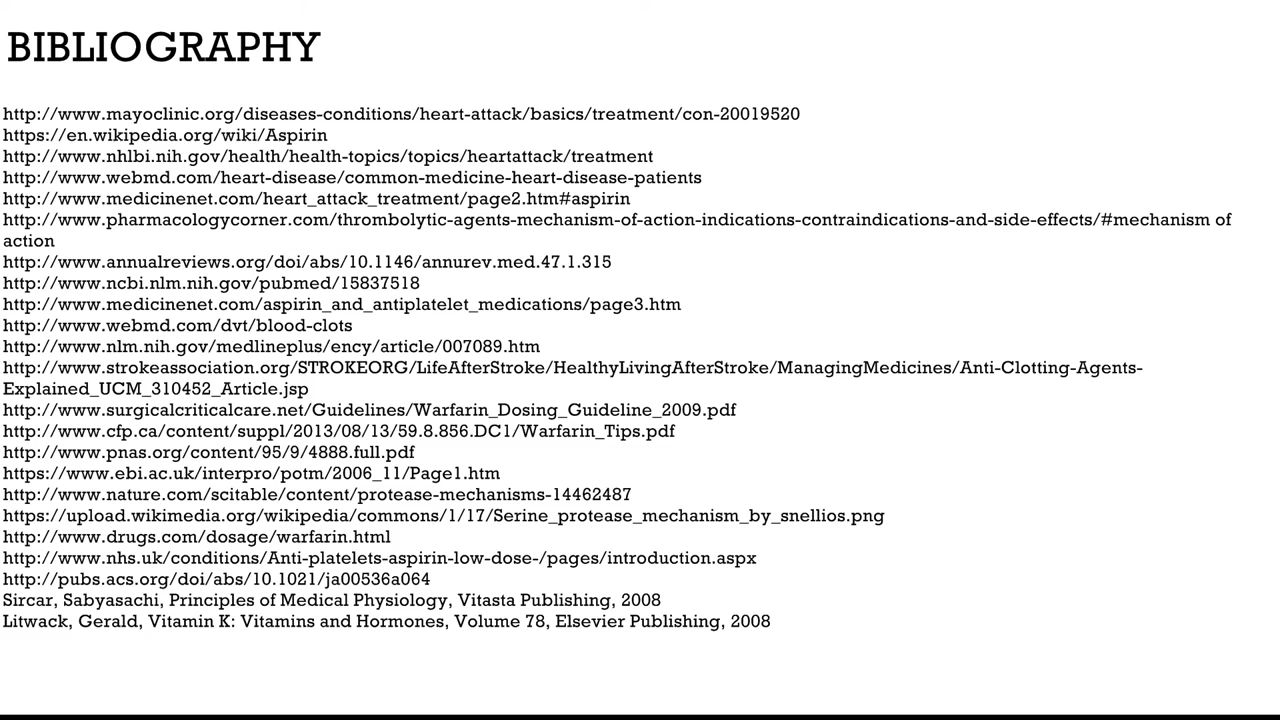 BIBLIOGRAPHY
http://www.mayoclinic.org/diseases-conditions/heart-attack/basics/treatment/con-20019520
https://en.wikipedia.org/wiki/Aspirin
http://www.nhlbi.nih.gov/health/health-topics/topics/heartattack/treatment
http://www.webmd.com/heart-disease/common-medicine-heart-disease-patients
http://www.medicinenet.com/heart_attack_treatment/page2.htm#aspirin
http://www.pharmacologycorner.com/thrombolytic-agents-mechanism-of-action-indications-contraindications-and-side-effects/#mechanism of
action
http://www.annualreviews.org/doi/abs/10.1146/annurev.med.47.1.315
http://www.ncbi.nlm.nih.gov/pubmed/15837518
http://www.medicinenet.com/aspirin_and_antiplatelet_medications/page3.htm
http://www.webmd.com/dvt/blood-clots
http://www.nlm.nih.gov/medlineplus/ency/article/007089.htm
http://www.strokeassociation.org/STROKEORG/LifeAfterStroke/HealthyLivingAfterStroke/ManagingMedicines/Anti-Clotting-Agents-
Explained_UCM_310452_Article.jsp
http://www.surgicalcriticalcare.net/Guidelines/Warfarin_Dosing_Guideline_2009.pdf
http://www.cfp.ca/content/suppl/2013/08/13/59.8.856.DC1/Warfarin_Tips.pdf
http://www.pnas.org/content/95/9/4888.full.pdf
https://www.ebi.ac.uk/interpro/potm/2006_11/Page1.htm
http://www.nature.com/scitable/content/protease-mechanisms-14462487
https://upload.wikimedia.org/wikipedia/commons/1/17/Serine_protease_mechanism_by_snellios.png
http://www.drugs.com/dosage/warfarin.html
http://www.nhs.uk/conditions/Anti-platelets-aspirin-low-dose-/pages/introduction.aspx
http://pubs.acs.org/doi/abs/10.1021/ja00536a064
Sircar, Sabyasachi, Principles of Medical Physiology, Vitasta Publishing, 2008
Litwack, Gerald, Vitamin K: Vitamins and Hormones, Volume 78, Elsevier Publishing, 2008